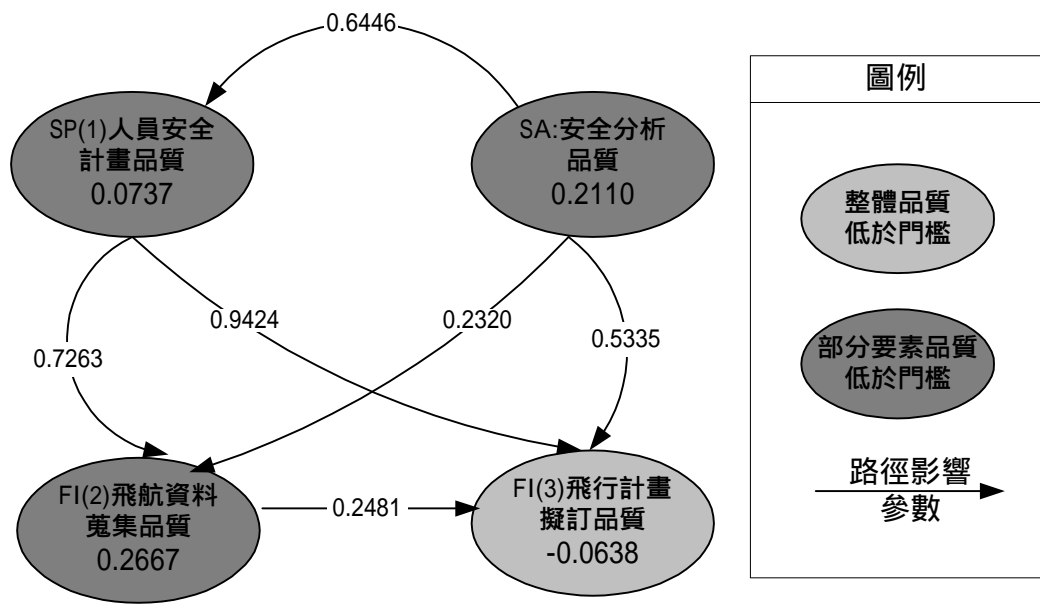 0.6446
SP(1)人員安全
計畫品質
0.0737
SA:安全分析
品質
0.2110
0.7263
0.9424
0.2320
0.5335
FI(2)飛航資料
蒐集品質
0.2667
0.2481
FI(3)飛行計畫
擬訂品質
-0.0638
圖例
整體品質
低於門檻
部分要素品質
低於門檻
路徑影響
參數